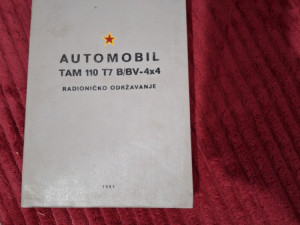 AUTOMOBIL
TAM 110 T7 B/BV-4x4
RADIONIČKO ODRŽAVANJE